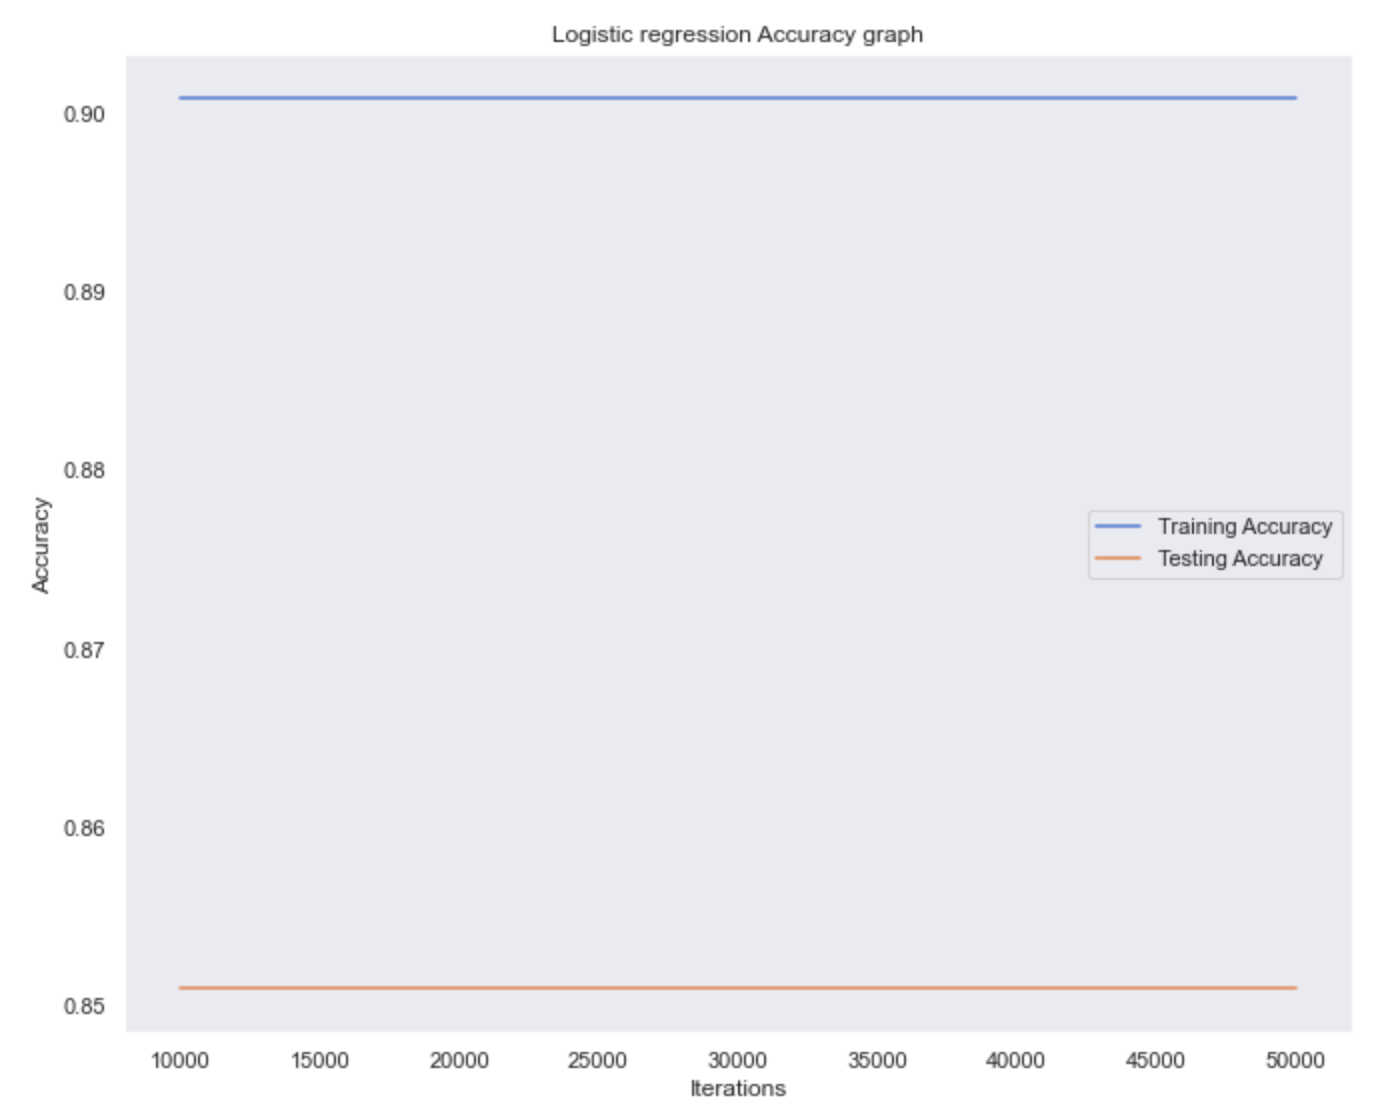 Logistic regression Accuracy graph
0.90
0.89
0.88
0.87
0.86
0.85
Accuracy
Training Accuracy
Testing Accuracy
10000 15000 20000 25000 30000 35000 40000 45000 50000
Iterations